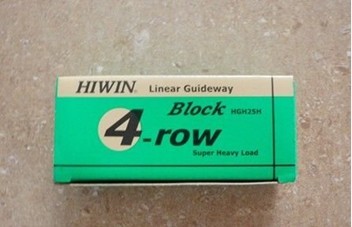 HIWIN® Linear Guideway
Block HGH25H
4-row
Super Heavy Load